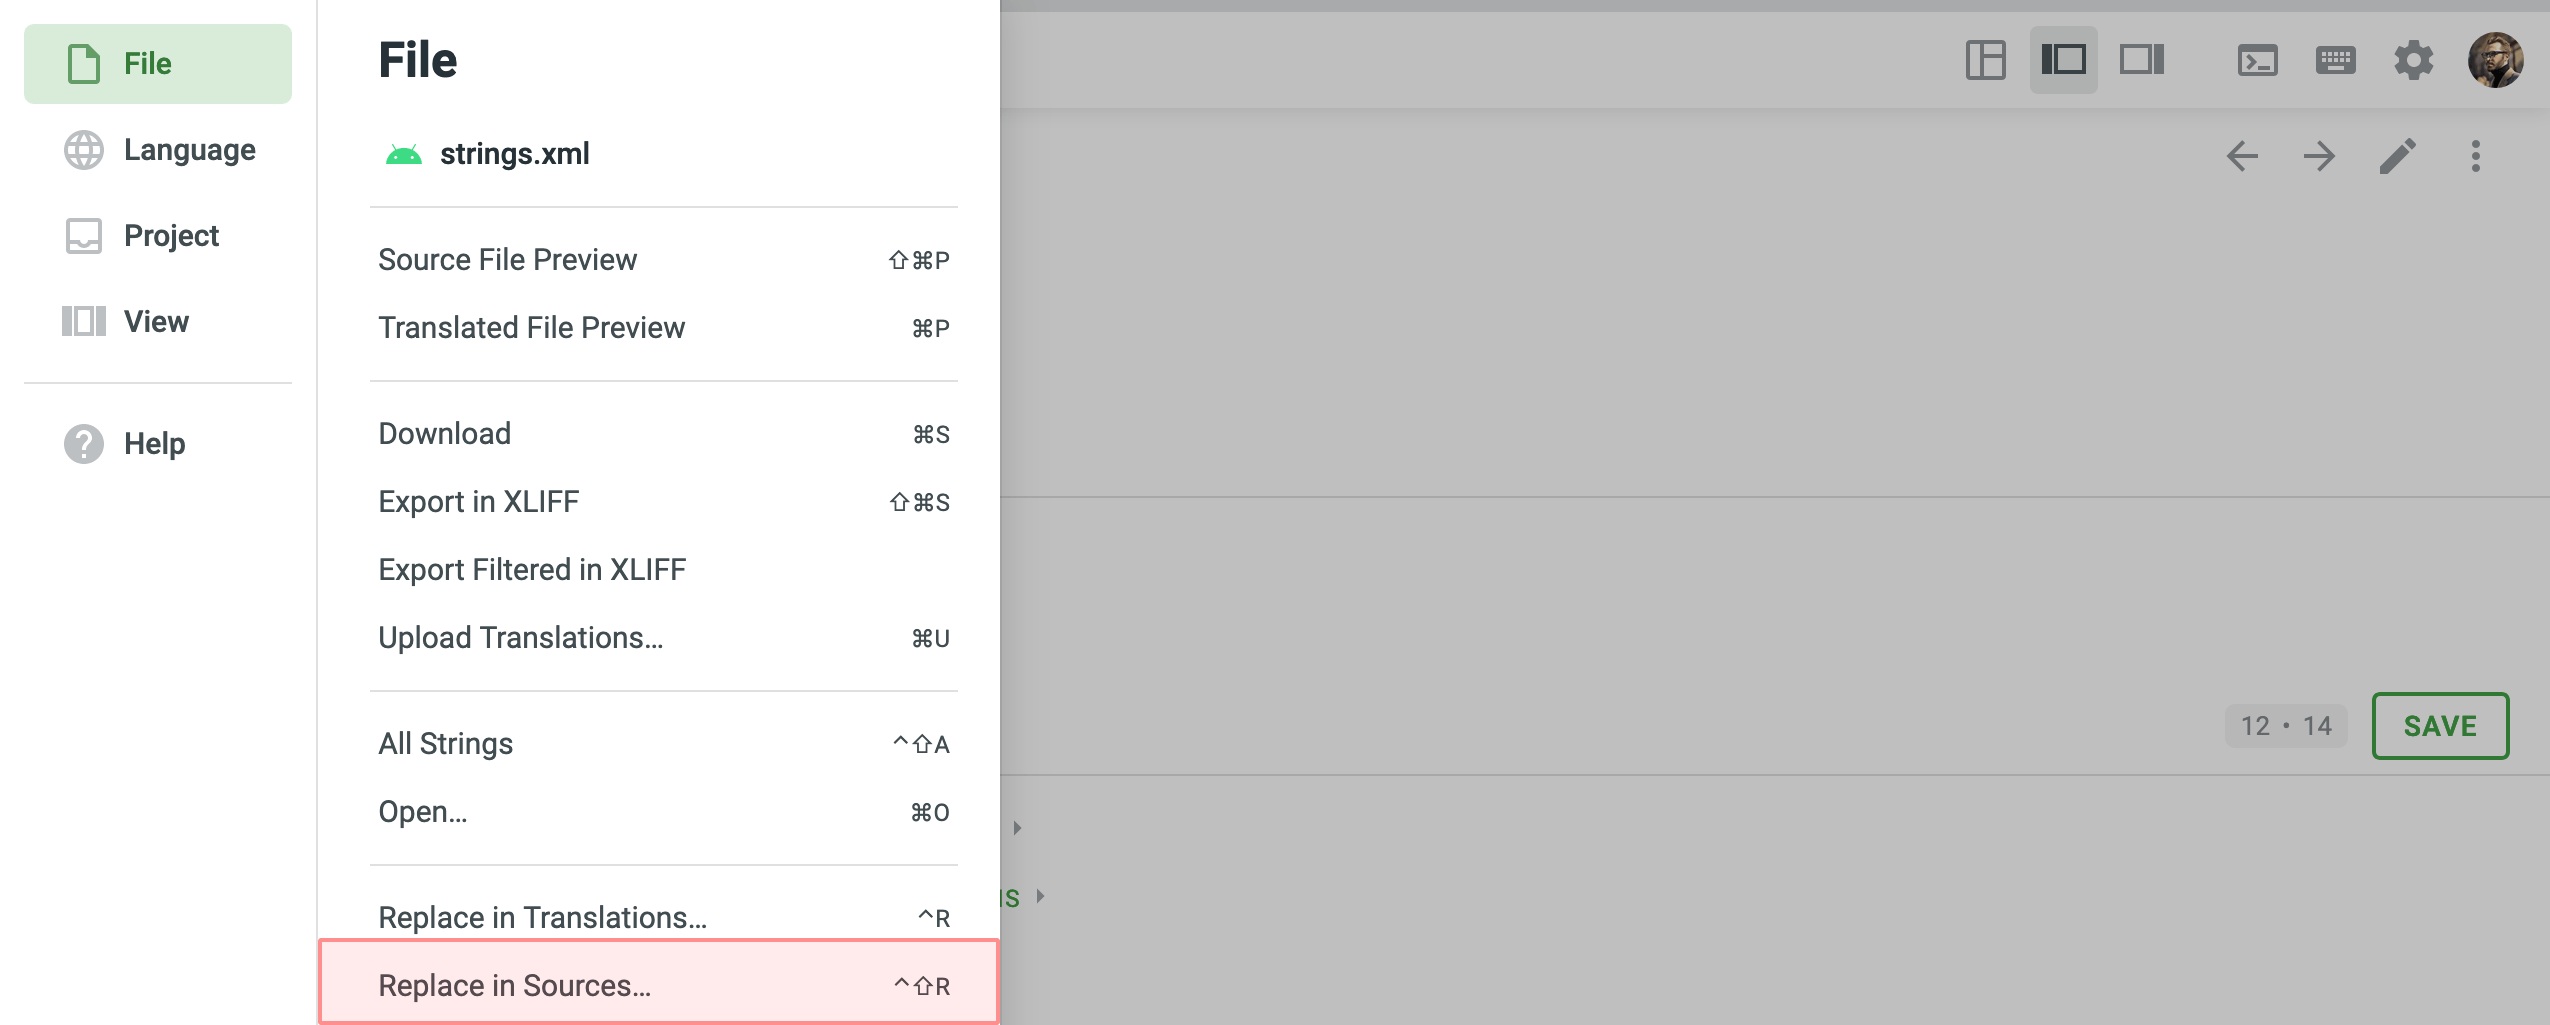 File
Language
Project
View
Help
File
strings.xml
Source File Preview ⇧⌘P
Translated File Preview ⌘P
Download ⌘S
Export in XLIFF ⇧⌘S
Export Filtered in XLIFF
Upload Translations... ⌘U
All Strings ^⇧A
Open... ⌘O
Replace in Translations... ^R
Replace in Sources... ^⇧R
12 • 14
SAVE